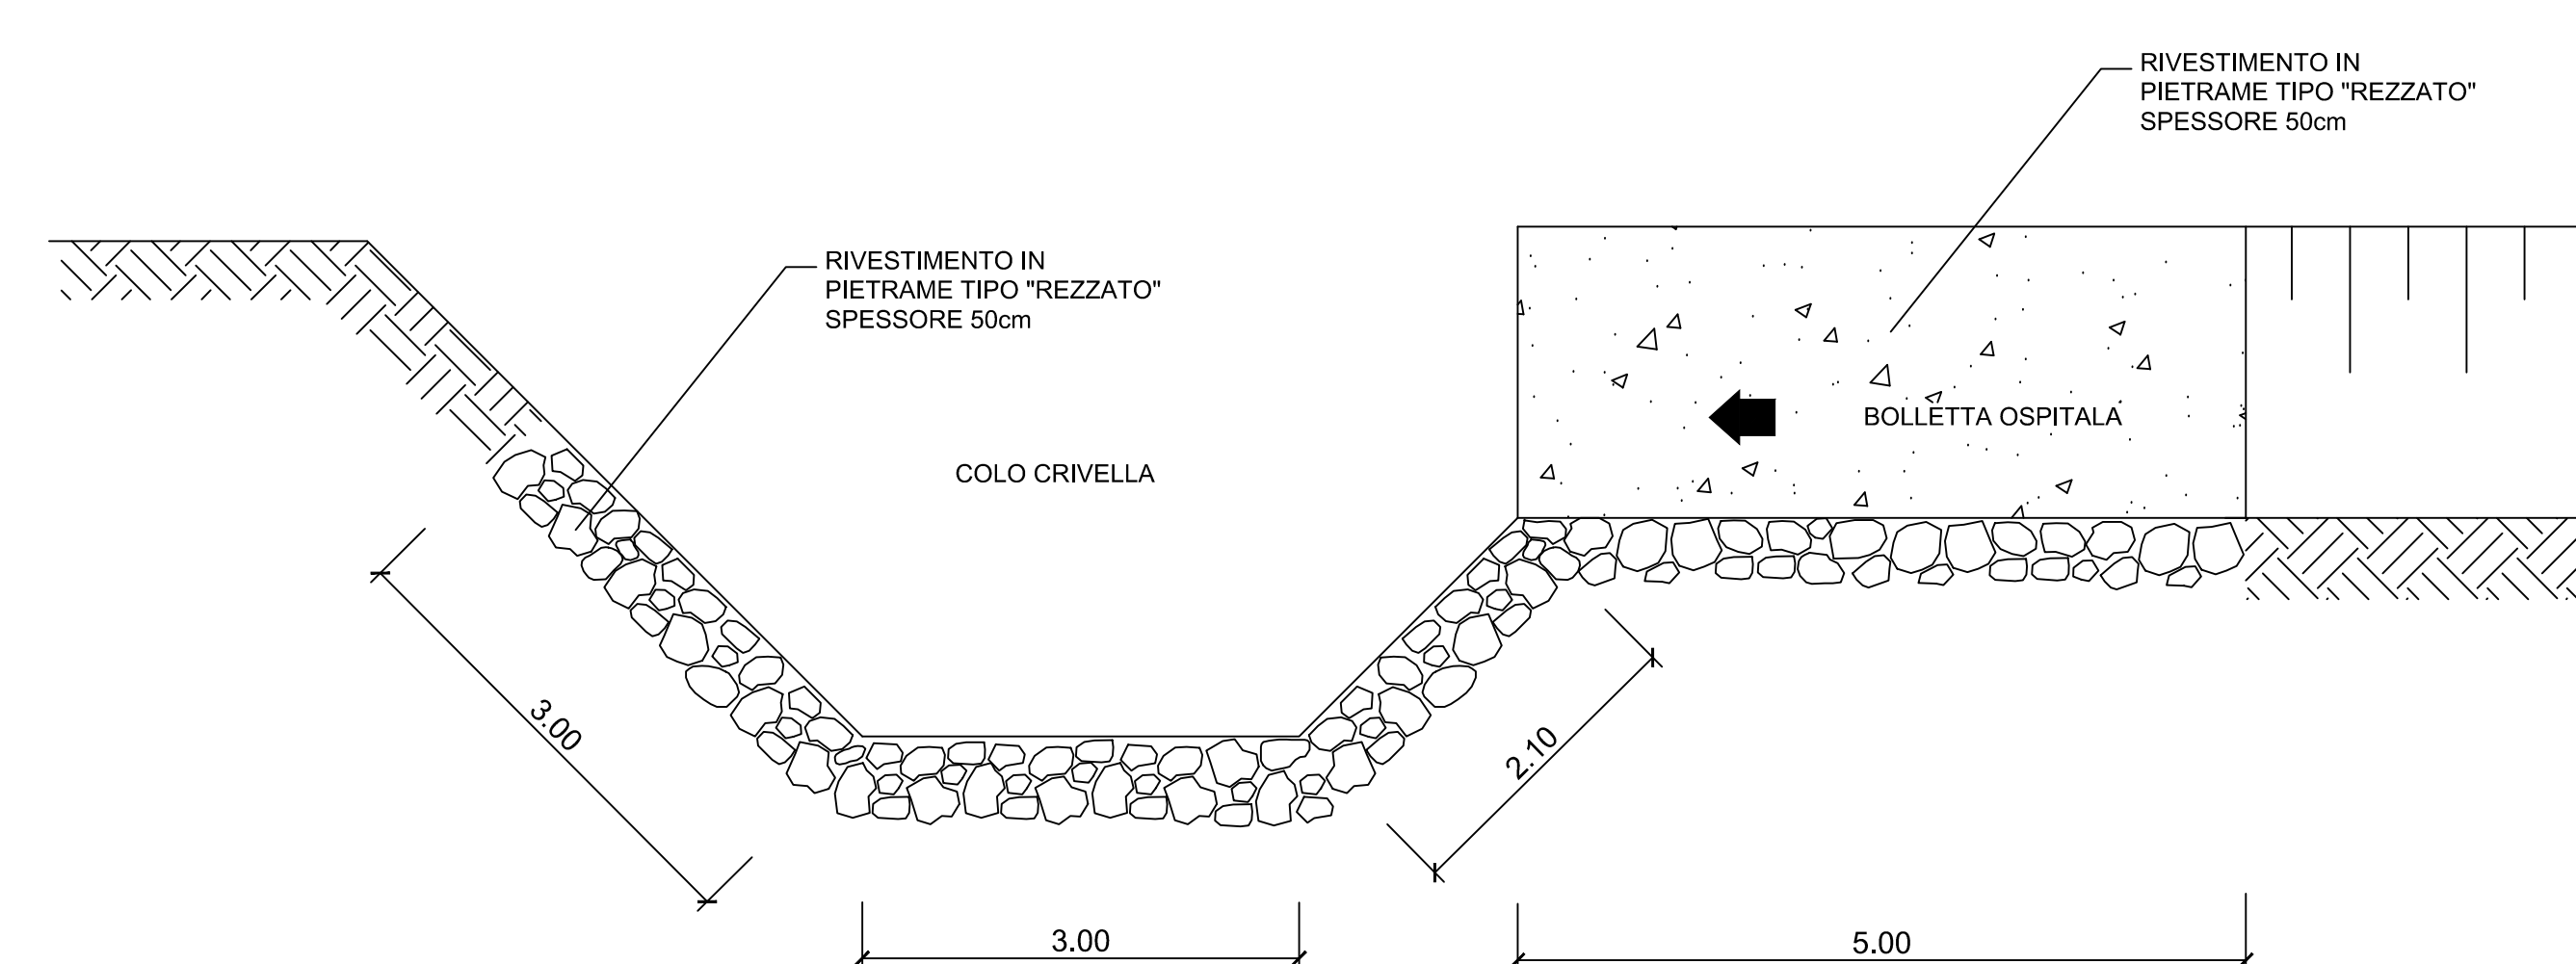 RIVESTIMENTO IN
PIETRAME TIPO "REZZATO"
SPESSORE 50cm
RIVESTIMENTO IN
PIETRAME TIPO "REZZATO"
SPESSORE 50cm
BOLLETTA OSPITALA
COLO CRIVELLA
3.00
2.10
3.00
5.00